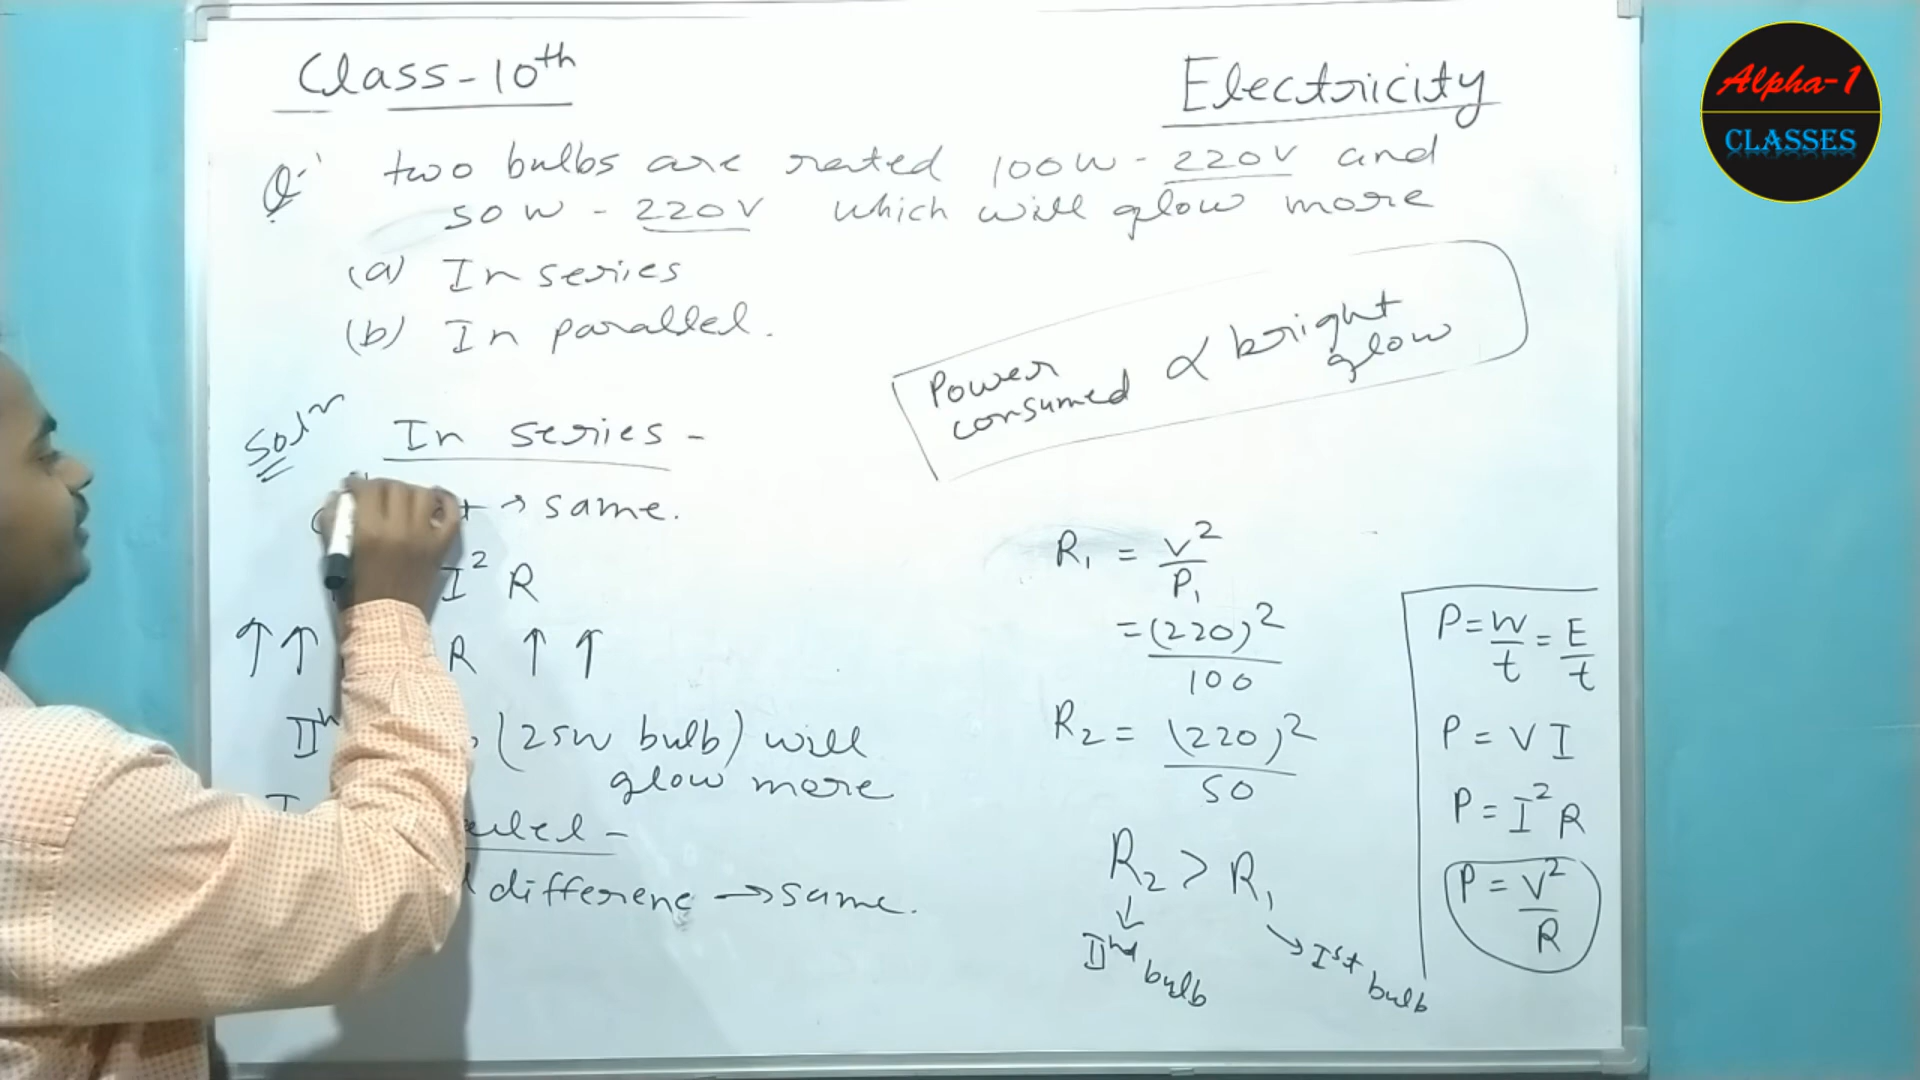 Class-10th
Electricity
Alpha-1
CLASSES
Q. two bulbs are rated 100W - 220V and
50W - 220V which will glow more
(a) In series
(b) In parallel.
Power consumed ∝ bright glow
Soln
In series -
→ same.
I² R
↑ ↑ R ↑ ↑
IInd (25W bulb) will
glow more
difference → same.
R₁ = V²/P₁
= (220)²/100
R₂ = (220)²/50
R₂ > R₁
IInd bulb
Ist bulb
P = W/t = E/t
P = V I
P = I² R
P = V²/R